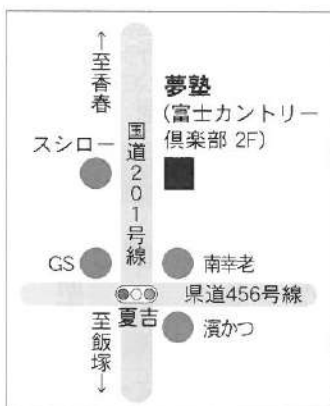 ←至香春
夢塾
(富士カントリー
倶楽部 2F)
スシロー
国道201号線
GS
南幸老
県道456号線
夏吉
至飯塚→
濵かつ